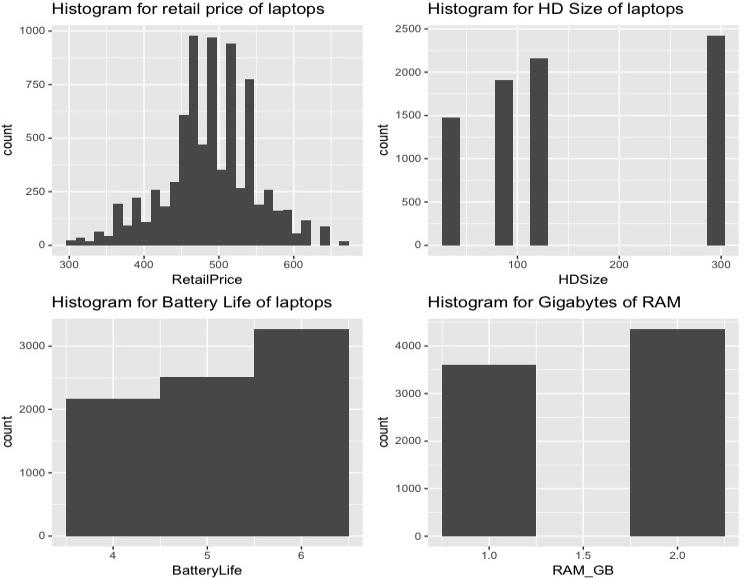 Histogram for retail price of laptops
1000
750
500
250
0
count
300 400 500 600
RetailPrice
Histogram for HD Size of laptops
2500
2000
1500
1000
500
0
count
100 200 300
HDSize
Histogram for Battery Life of laptops
3000
2000
1000
0
count
4 5 6
BatteryLife
Histogram for Gigabytes of RAM
4000
3000
2000
1000
0
count
1.0 1.5 2.0
RAM_GB